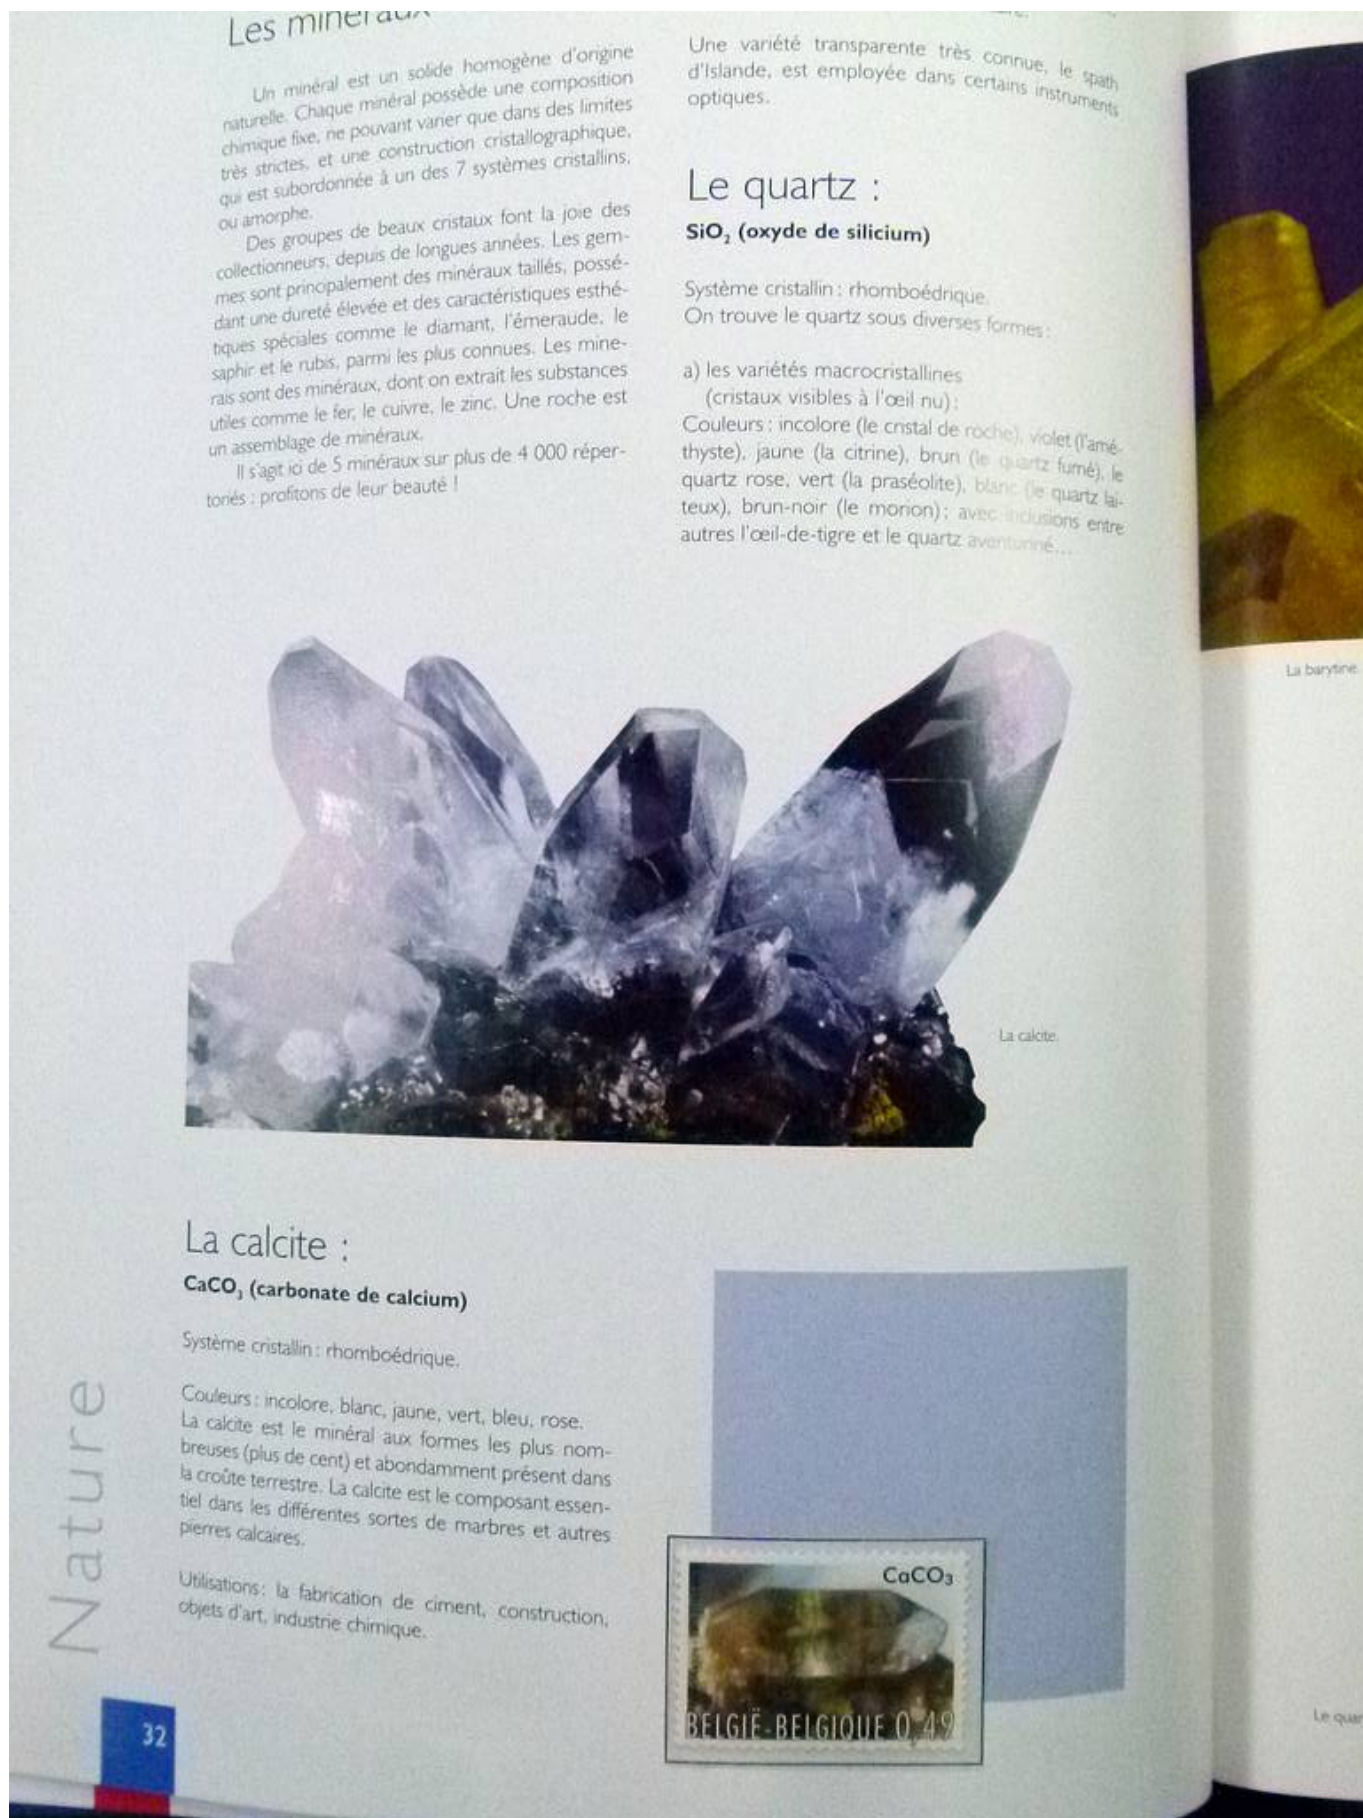 Les minéraux
Un minéral est un solide homogène d'origine
naturelle. Chaque minéral possède une composition
chimique fixe, ne pouvant varier que dans des limites
très strictes, et une construction cristallographique,
qui est subordonnée à un des 7 systèmes cristallins,
ou amorphe.
Des groupes de beaux cristaux font la joie des
collectionneurs, depuis de longues années. Les gem-
mes sont principalement des minéraux taillés, possé-
dant une dureté élevée et des caractéristiques esthé-
tiques spéciales comme le diamant, l'émeraude, le
saphir et le rubis, parmi les plus connues. Les mine-
rais sont des minéraux, dont on extrait les substances
utiles comme le fer, le cuivre, le zinc. Une roche est
un assemblage de minéraux.
Il s'agit ici de 5 minéraux sur plus de 4 000 réper-
toriés : profitons de leur beauté !
Une variété transparente très connue, le spath
d'Islande, est employée dans certains instruments
optiques.
Le quartz :
SiO₂ (oxyde de silicium)
Système cristallin : rhomboédrique.
On trouve le quartz sous diverses formes :
a) les variétés macrocristallines
(cristaux visibles à l'œil nu) :
Couleurs : incolore (le cristal de roche), violet (l'amé-
thyste), jaune (la citrine), brun (le quartz fumé), le
quartz rose, vert (la praséolite), blanc (le quartz lai-
teux), brun-noir (le morion) ; avec inclusions entre
autres l'œil-de-tigre et le quartz aventuriné...
La barytine.
La calcite.
La calcite :
CaCO₃ (carbonate de calcium)
Système cristallin : rhomboédrique.
Couleurs : incolore, blanc, jaune, vert, bleu, rose.
La calcite est le minéral aux formes les plus nom-
breuses (plus de cent) et abondamment présent dans
la croûte terrestre. La calcite est le composant essen-
tiel dans les différentes sortes de marbres et autres
pierres calcaires.
Utilisations : la fabrication de ciment, construction,
objets d'art, industrie chimique.
CaCO₃
BELGIË-BELGIQUE 0,49
Nature
32
Le quar